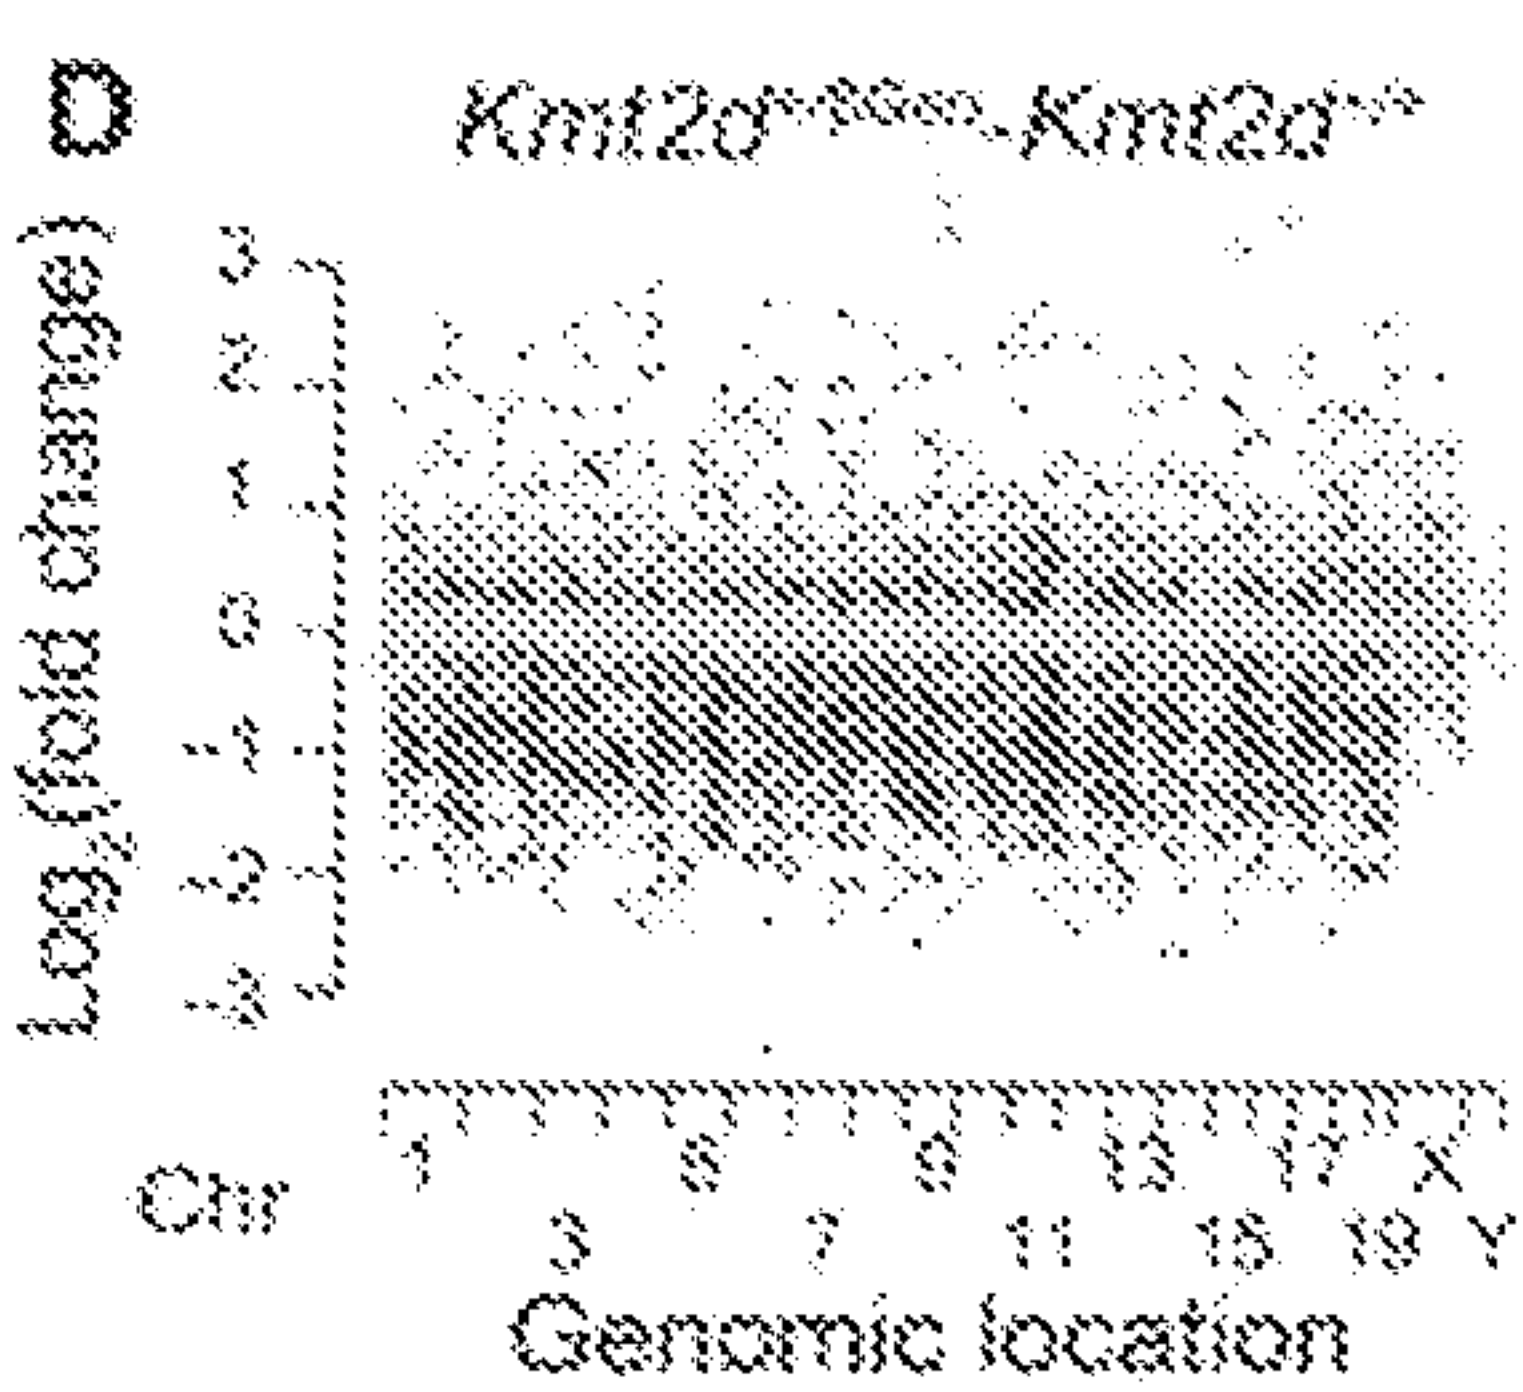 D
Kmt2d Kmt2d
Log2(fold change)
3
2
1
0
-1
-2
-3
Chr
1 5 9 13 17 X
3 7 11 15 19 Y
Genomic location